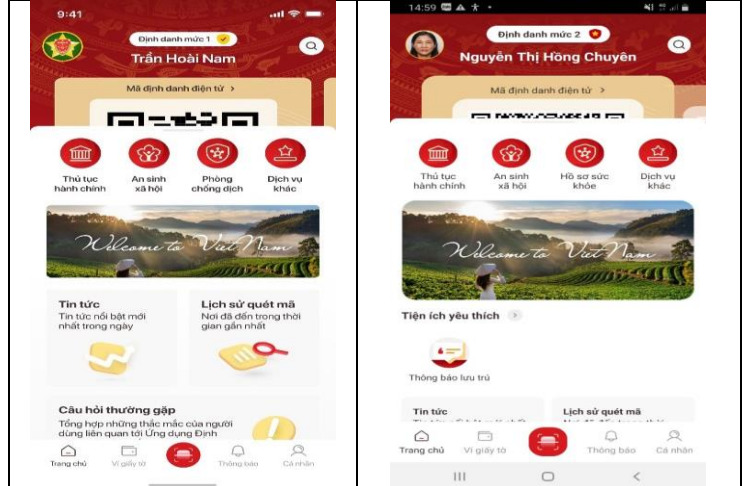 9:41
Định danh mức 1
Trần Hoài Nam
Mã định danh điện tử >
Thủ tục
hành chính
An sinh
xã hội
Phòng
chống dịch
Dịch vụ
khác
Welcome to Viet Nam
Tin tức
Tin tức nổi bật mới
nhất trong ngày
Lịch sử quét mã
Nơi đã đến trong thời
gian gần nhất
Câu hỏi thường gặp
Tổng hợp những thắc mắc của người
dùng liên quan tới Ứng dụng Định
Trang chủ
Ví giấy tờ
Thông báo
Cá nhân
14:59
Định danh mức 2
Nguyễn Thị Hồng Chuyên
Mã định danh điện tử >
Thủ tục
hành chính
An sinh
xã hội
Hồ sơ sức
khỏe
Dịch vụ
khác
Welcome to Viet Nam
Tiện ích yêu thích >
Thông báo lưu trú
Tin tức
Lịch sử quét mã
Trang chủ
Ví giấy tờ
Thông báo
Cá nhân